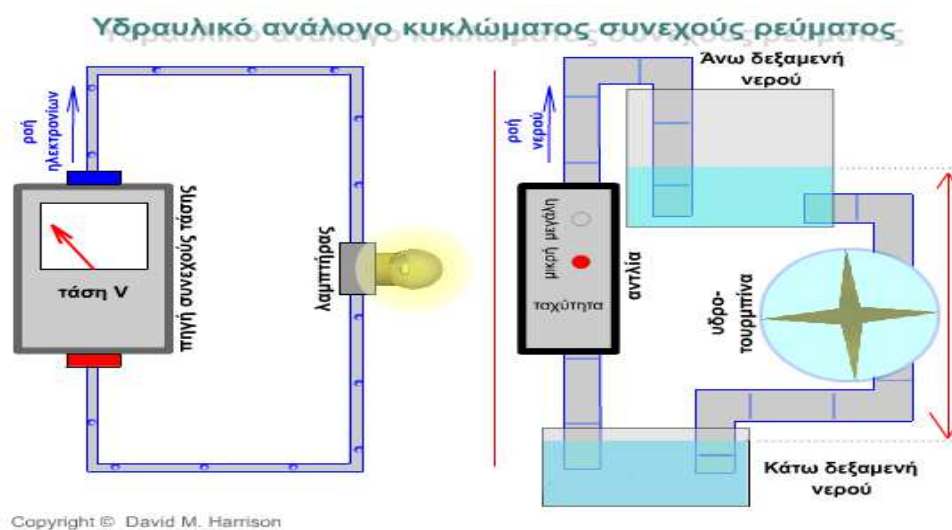 Υδραυλικό ανάλογο κυκλώματος συνεχούς ρεύματος
ροή
ηλεκτρονίων
πηγή συνεχούς τάσης
τάση V
λαμπτήρας
ροή
νερού
Άνω δεξαμενή
νερού
μικρή μεγάλη
ταχύτητα
αντλία
υδρο-
τουρμπίνα
Κάτω δεξαμενή
νερού
Copyright © David M. Harrison